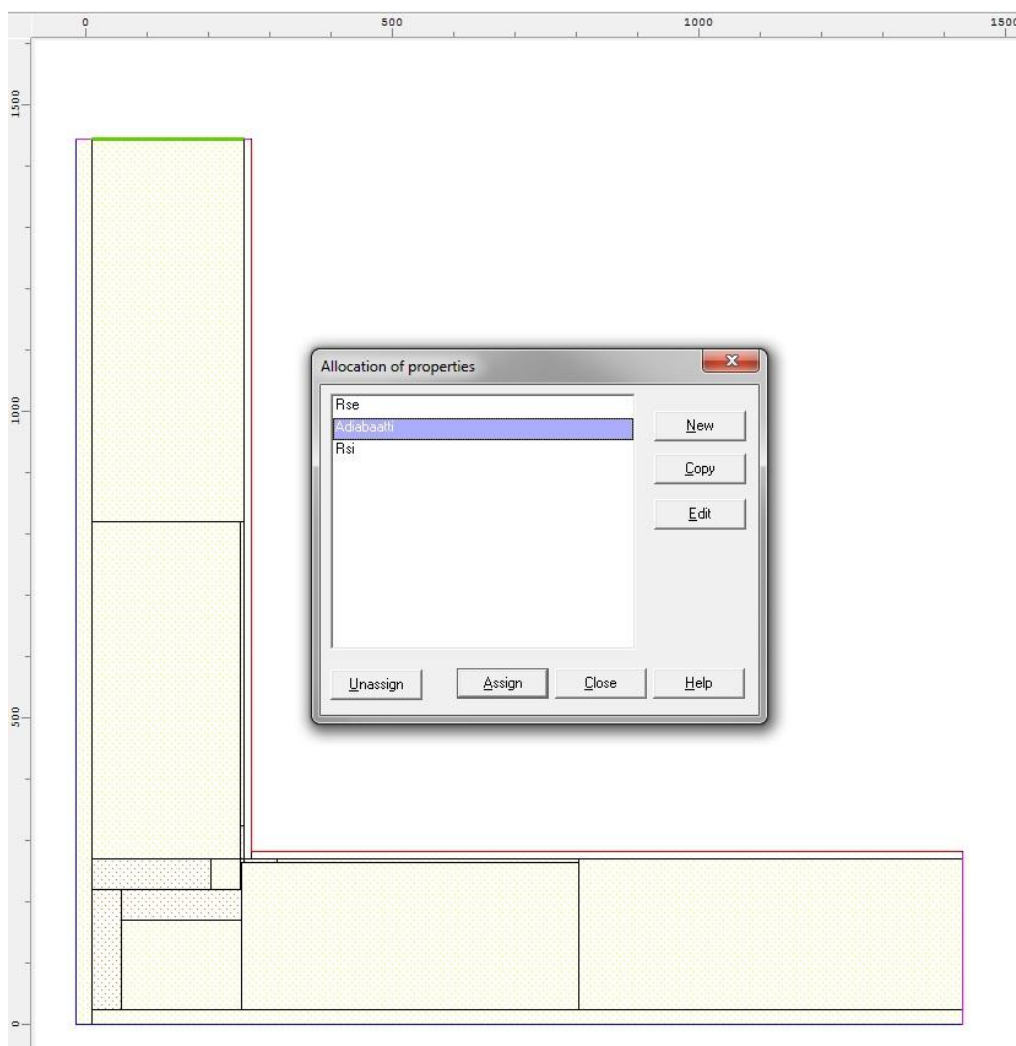 0 500 1000 1500
1500
1000
500
0
Allocation of properties
Rse
Adiabaatti
Rsi
New
Copy
Edit
Unassign Assign Close Help